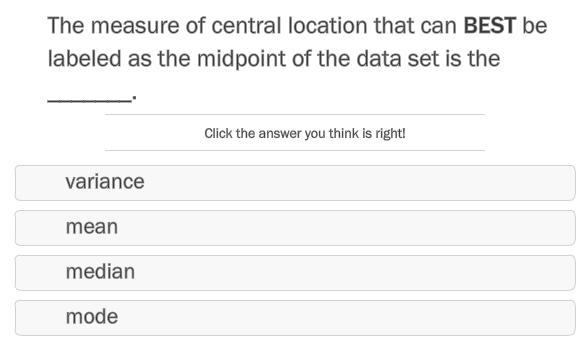 The measure of central location that can BEST be
labeled as the midpoint of the data set is the
________.
Click the answer you think is right!
variance
mean
median
mode